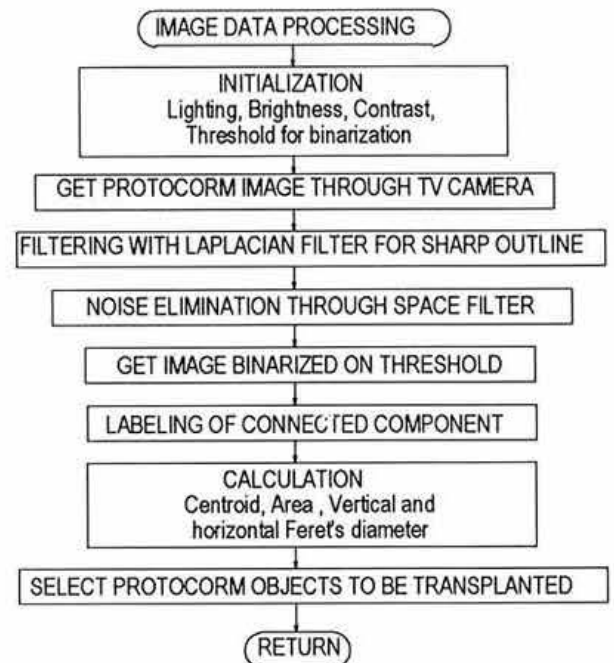 IMAGE DATA PROCESSING
INITIALIZATION
Lighting, Brightness, Contrast,
Threshold for binarization
GET PROTOCORM IMAGE THROUGH TV CAMERA
FILTERING WITH LAPLACIAN FILTER FOR SHARP OUTLINE
NOISE ELIMINATION THROUGH SPACE FILTER
GET IMAGE BINARIZED ON THRESHOLD
LABELING OF CONNECTED COMPONENT
CALCULATION
Centroid, Area , Vertical and
horizontal Feret's diameter
SELECT PROTOCORM OBJECTS TO BE TRANSPLANTED
RETURN